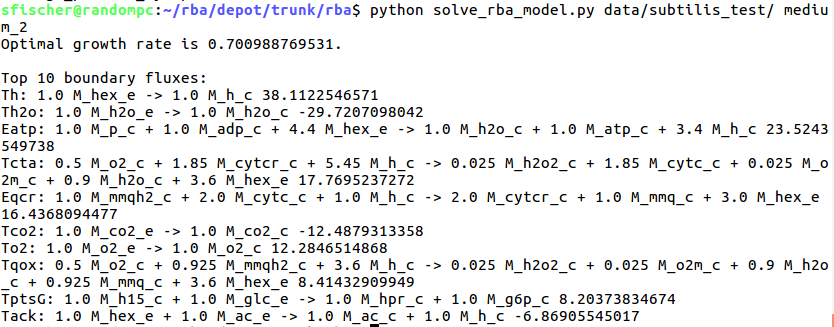 sfischer@randompc:~/rba/depot/trunk/rba$ python solve_rba_model.py data/subtilis_test/ mediu
m_2
Optimal growth rate is 0.700988769531.
Top 10 boundary fluxes:
Th: 1.0 M_hex_e -> 1.0 M_h_c 38.1122546571
Th2o: 1.0 M_h2o_e -> 1.0 M_h2o_c -29.7207098042
Eatp: 1.0 M_p_c + 1.0 M_adp_c + 4.4 M_hex_e -> 1.0 M_h2o_c + 1.0 M_atp_c + 3.4 M_h_c 23.5243
549738
Tcta: 0.5 M_o2_c + 1.85 M_cytcr_c + 5.45 M_h_c -> 0.025 M_h2o2_c + 1.85 M_cytc_c + 0.025 M_o
2m_c + 0.9 M_h2o_c + 3.6 M_hex_e 17.7695237272
Eqcr: 1.0 M_mmqh2_c + 2.0 M_cytc_c + 1.0 M_h_c -> 2.0 M_cytcr_c + 1.0 M_mmq_c + 3.0 M_hex_e
16.4368094477
Tco2: 1.0 M_co2_e -> 1.0 M_co2_c -12.4879313358
To2: 1.0 M_o2_e -> 1.0 M_o2_c 12.2846514868
Tqox: 0.5 M_o2_c + 0.925 M_mmqh2_c + 3.6 M_h_c -> 0.025 M_h2o2_c + 0.025 M_o2m_c + 0.9 M_h2o
_c + 0.925 M_mmq_c + 3.6 M_hex_e 8.41432909949
TptsG: 1.0 M_h15_c + 1.0 M_glc_e -> 1.0 M_hpr_c + 1.0 M_g6p_c 8.20373834674
Tack: 1.0 M_hex_e + 1.0 M_ac_e -> 1.0 M_ac_c + 1.0 M_h_c -6.86905545017